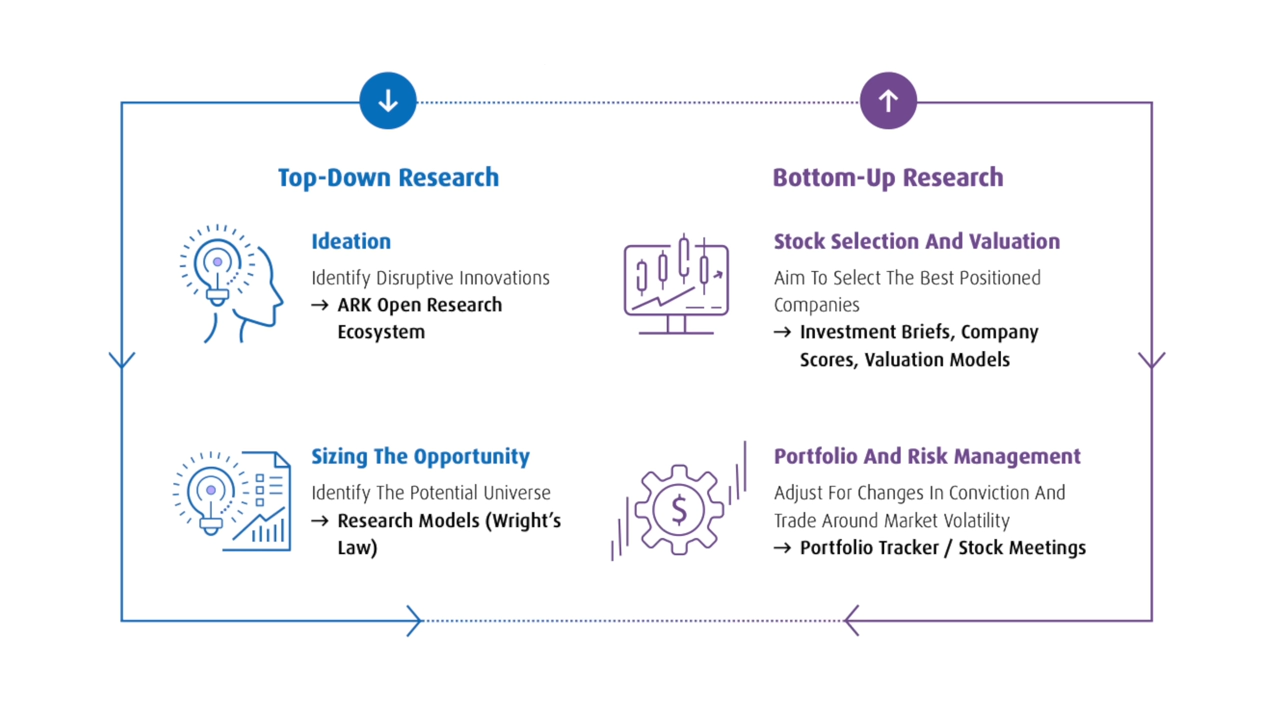 Top-Down Research
Ideation
Identify Disruptive Innovations
→ ARK Open Research
Ecosystem
Sizing The Opportunity
Identify The Potential Universe
→ Research Models (Wright’s
Law)
Bottom-Up Research
Stock Selection And Valuation
Aim To Select The Best Positioned
Companies
→ Investment Briefs, Company
Scores, Valuation Models
Portfolio And Risk Management
Adjust For Changes In Conviction And
Trade Around Market Volatility
→ Portfolio Tracker / Stock Meetings
$